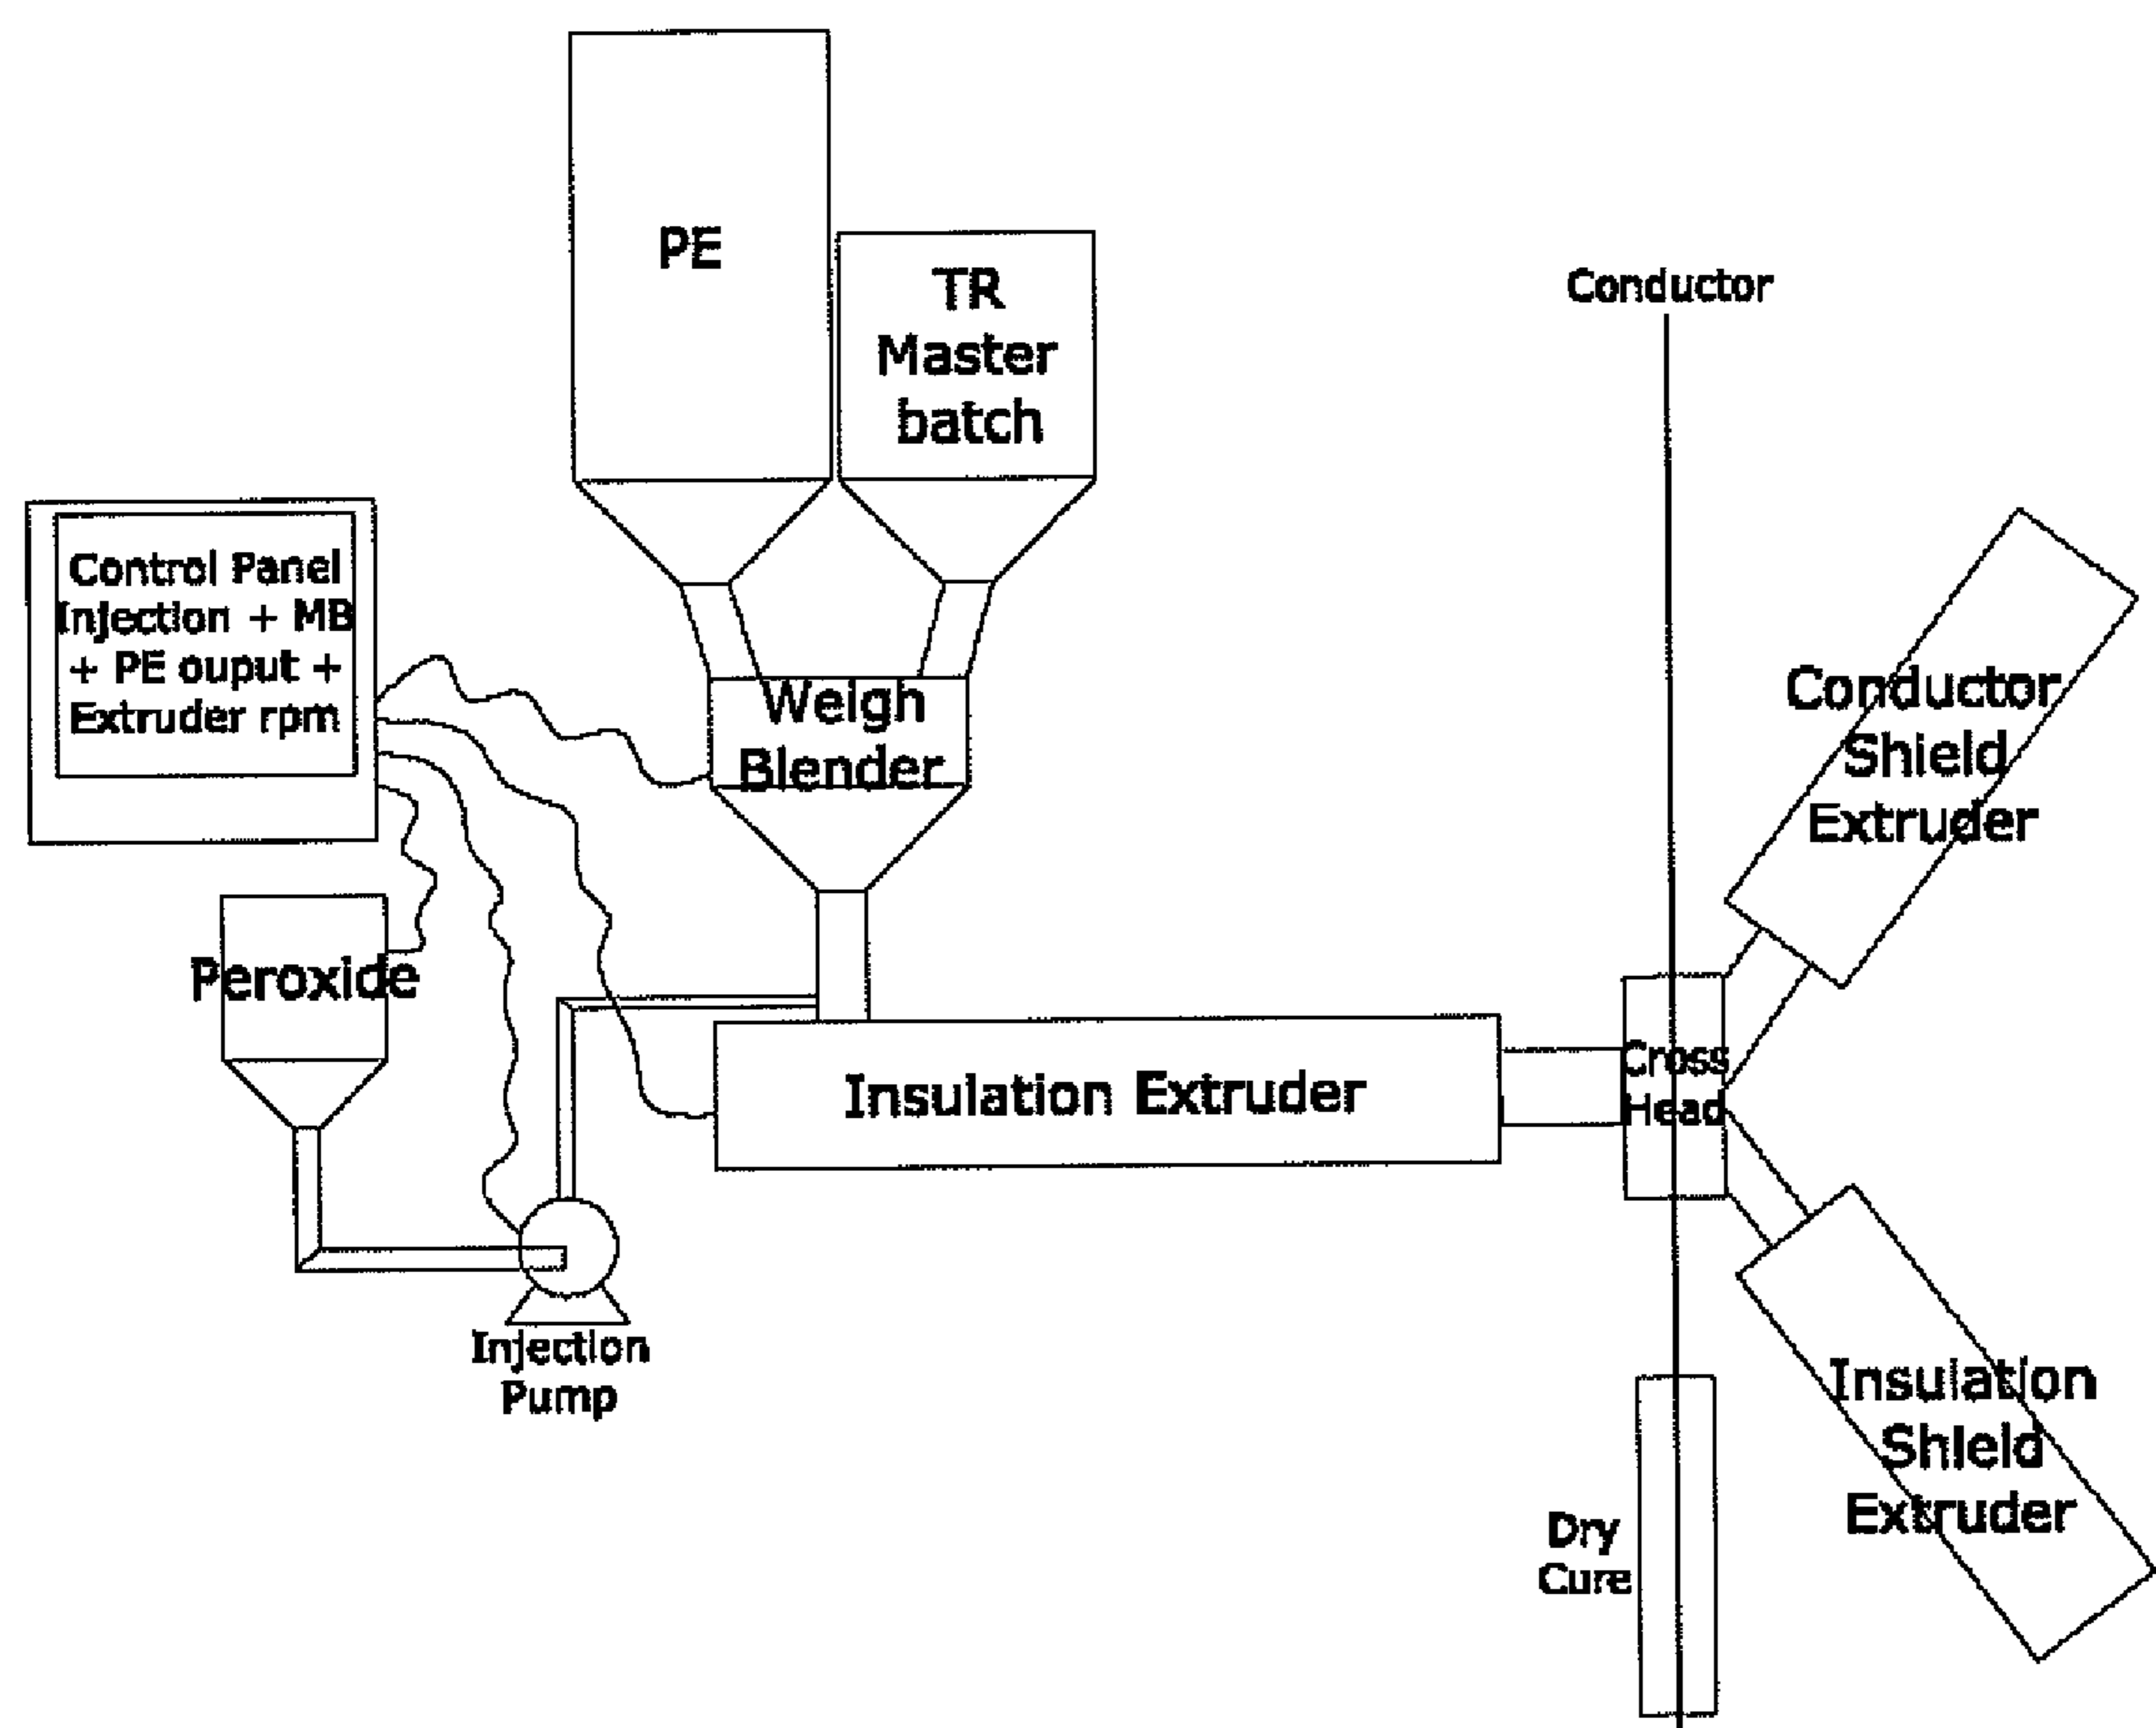 PE
TR
Master
batch
Conductor
Control Panel
Injection + MB
+ PE ouput +
Extruder rpm
Weigh
Blender
Conductor
Shield
Extruder
Peroxide
Insulation Extruder
Cross
Head
Injection
Pump
Insulation
Shield
Extruder
Dry
Cure